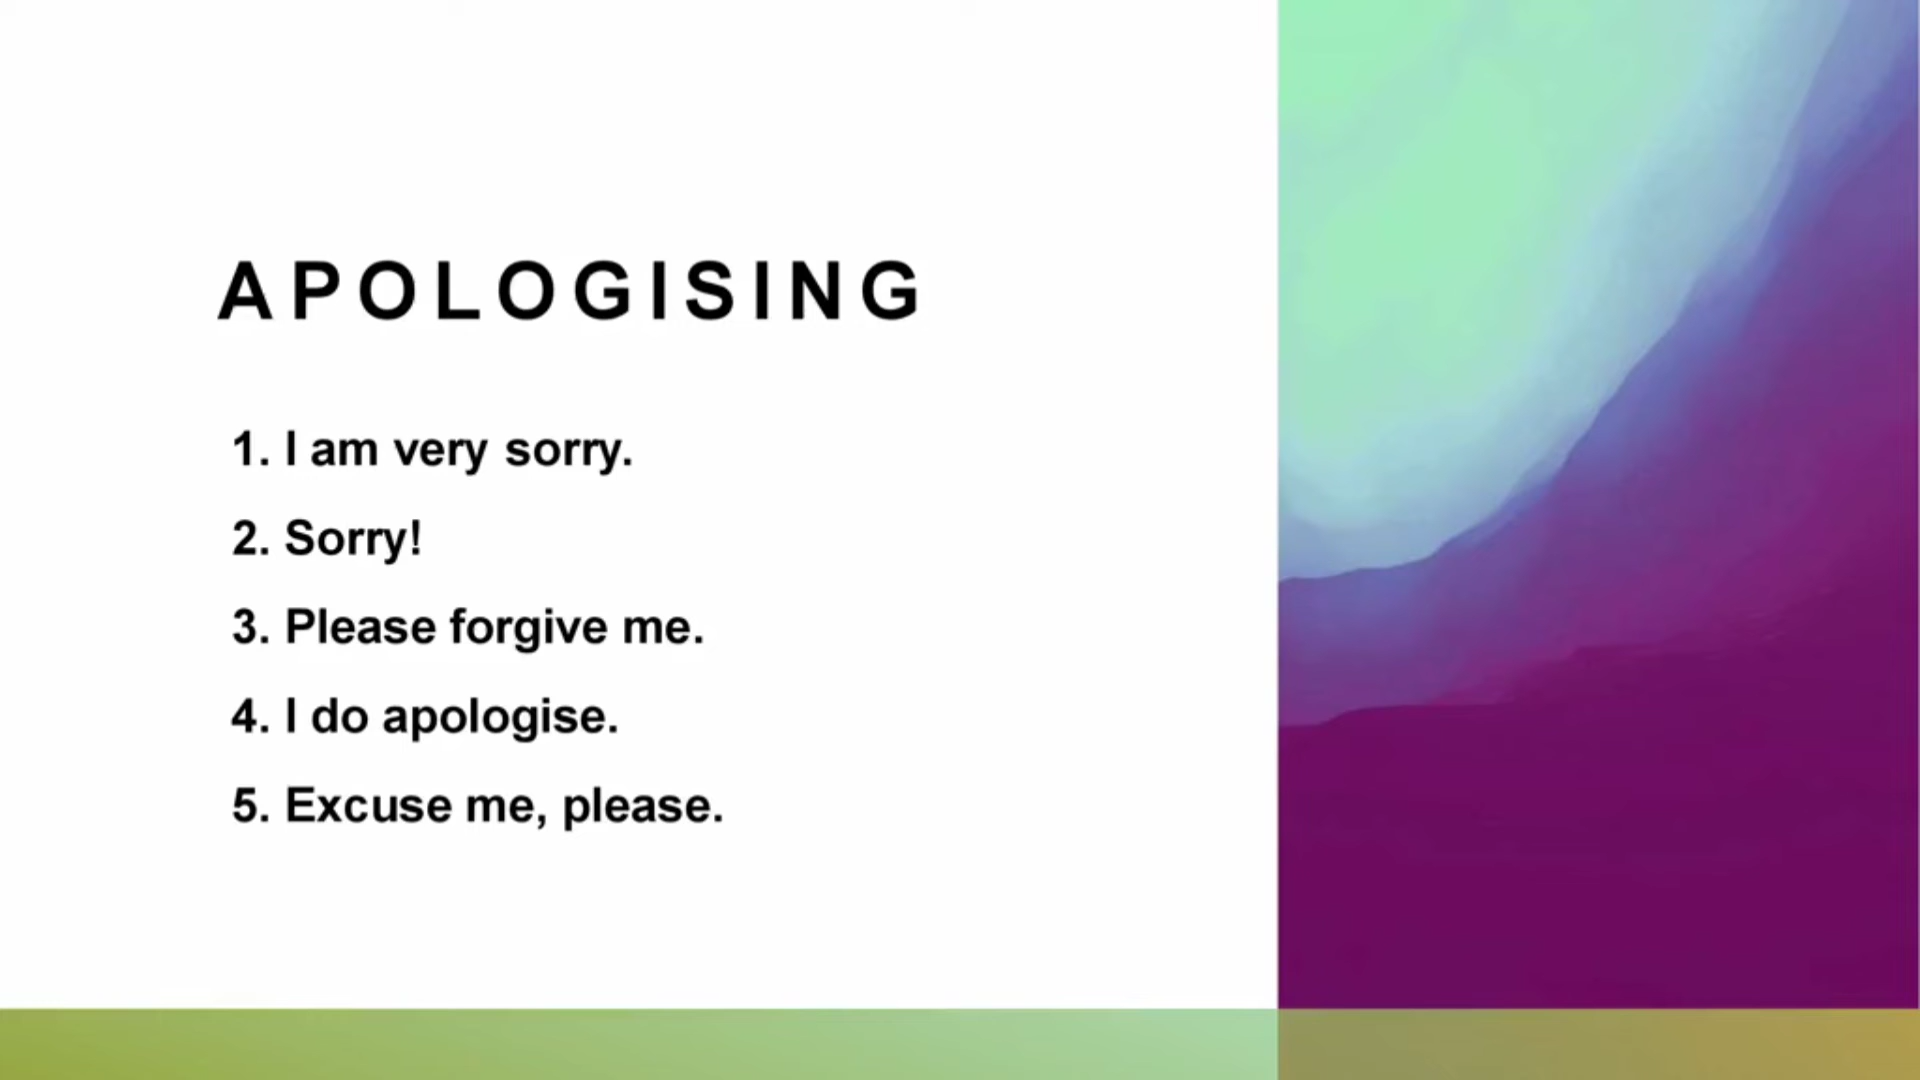 APOLOGISING
1. I am very sorry.
2. Sorry!
3. Please forgive me.
4. I do apologise.
5. Excuse me, please.